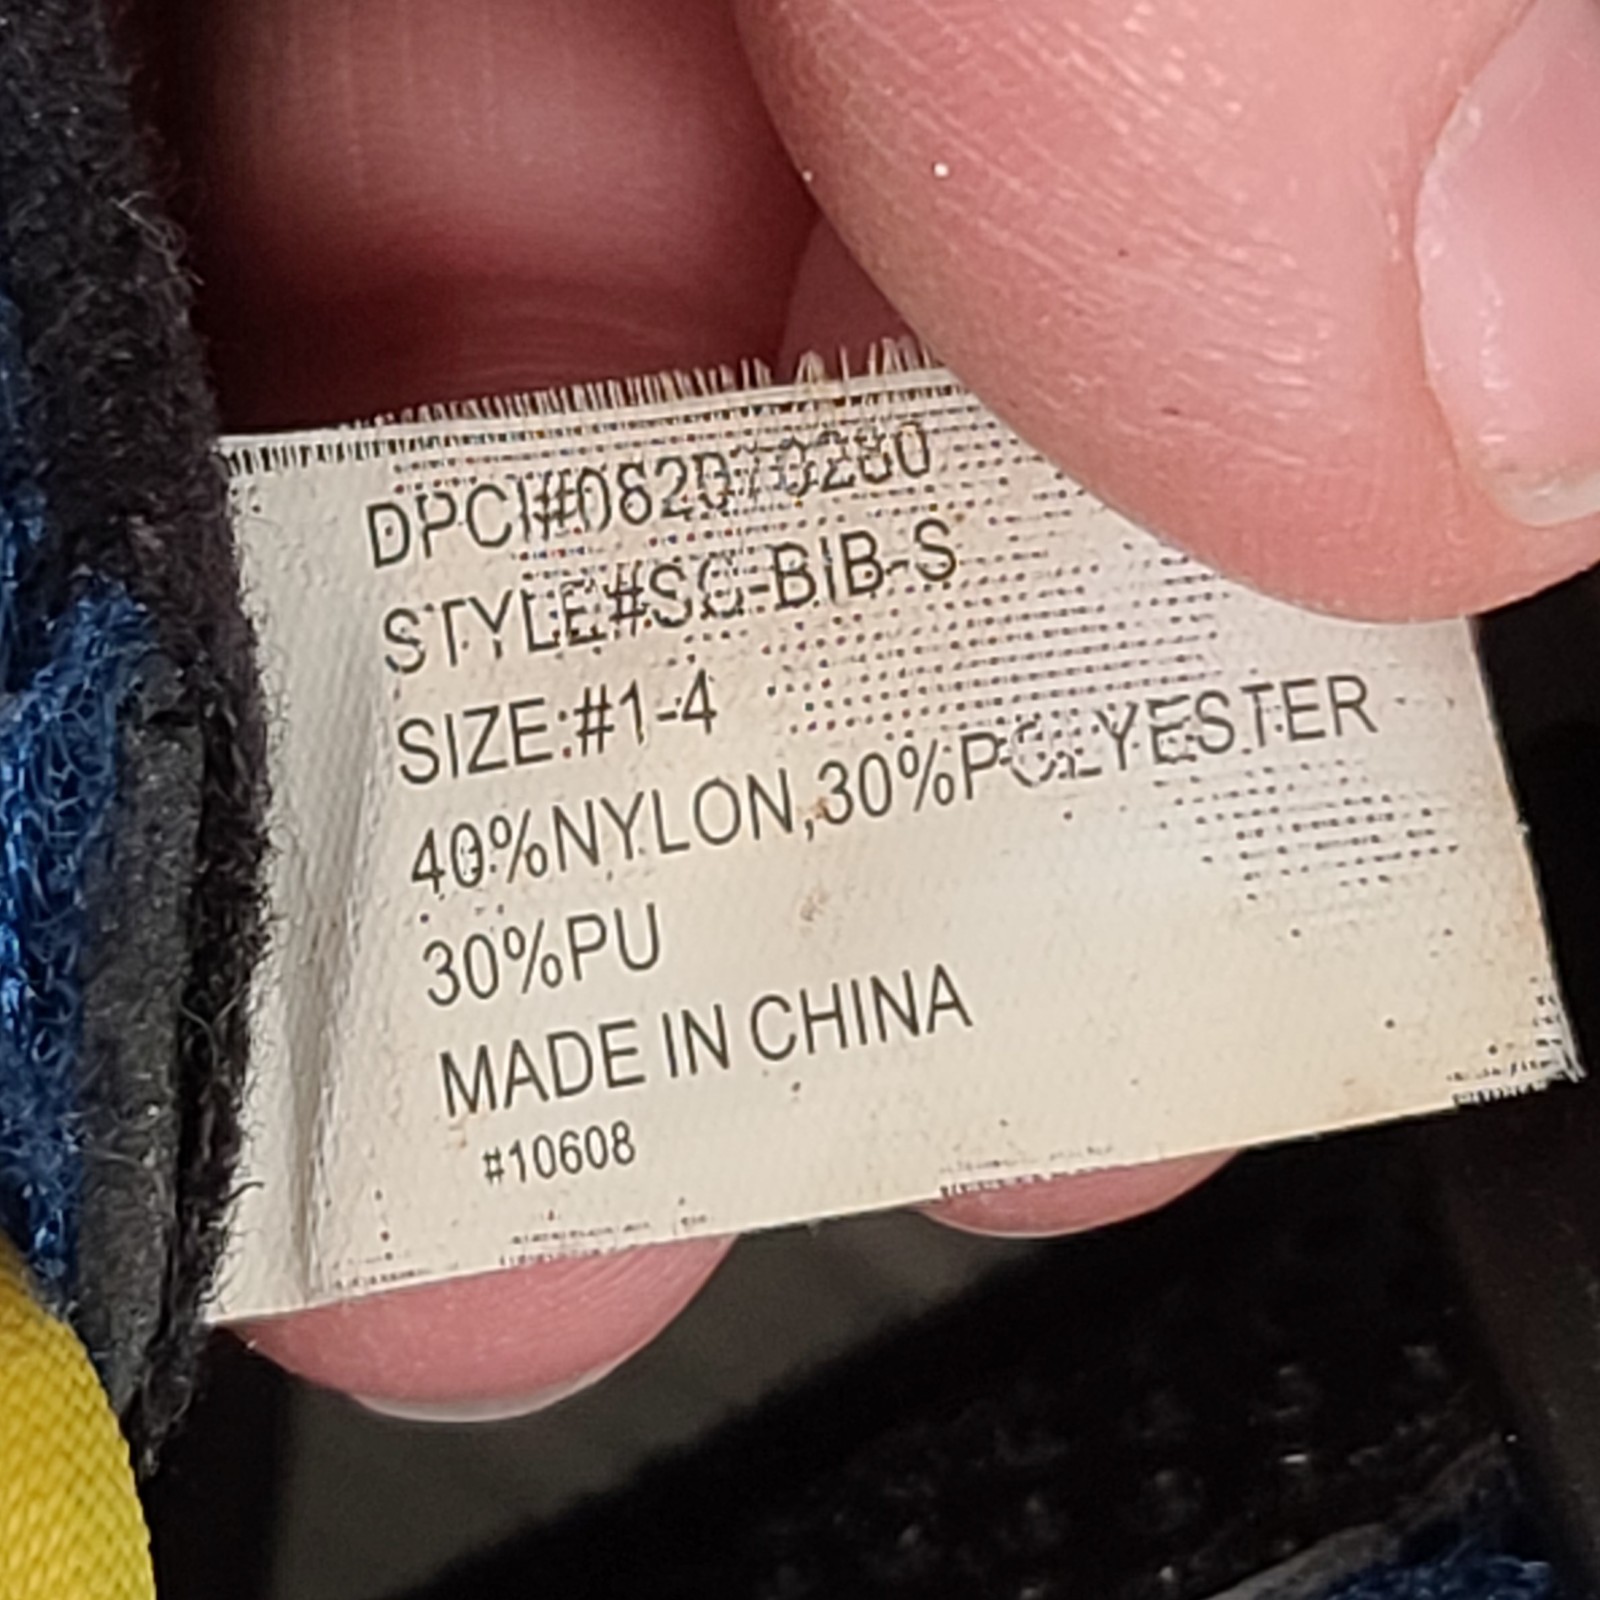 DPCI#062070280
STYLE#SG-BIB-S
SIZE:#1-4
40%NYLON,30%POLYESTER
30%PU
MADE IN CHINA
#10608